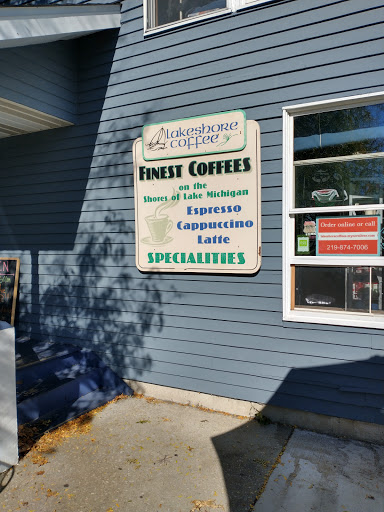 lakeshore
coffee
FINEST COFFEES
on the
Shores of Lake Michigan
Espresso
Cappuccino
Latte
SPECIALITIES
Order online or call
219-874-7006